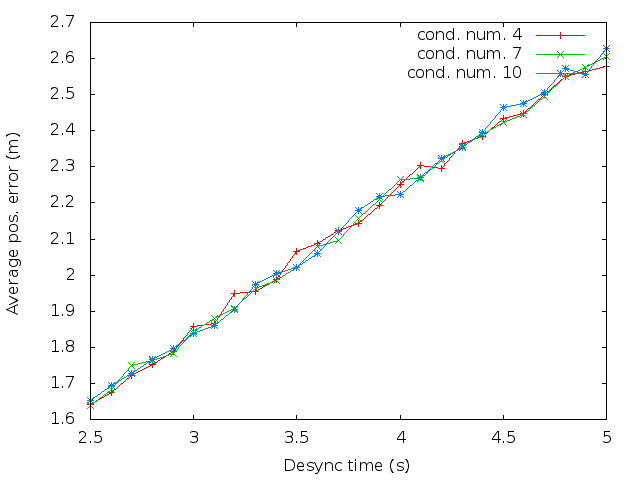 2.7
2.6
2.5
2.4
2.3
2.2
2.1
2
1.9
1.8
1.7
1.6
2.5 3 3.5 4 4.5 5
Average pos. error (m)
Desync time (s)
cond. num. 4
cond. num. 7
cond. num. 10